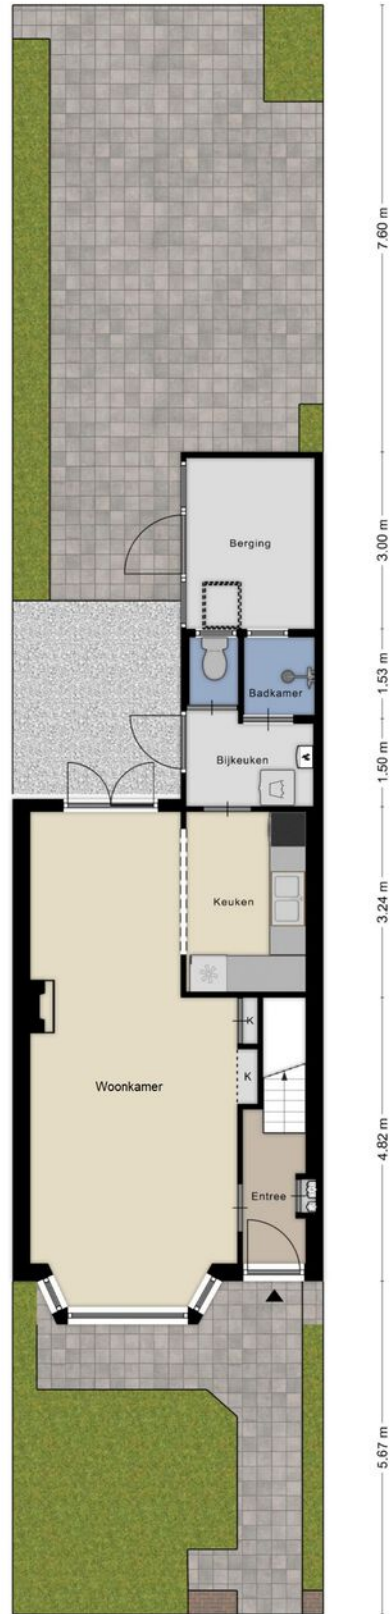 7.60 m
Berging
3.00 m
Badkamer
1.53 m
Bijkeuken
1.50 m
Keuken
3.24 m
K
K
Woonkamer
4.82 m
Entree
5.67 m